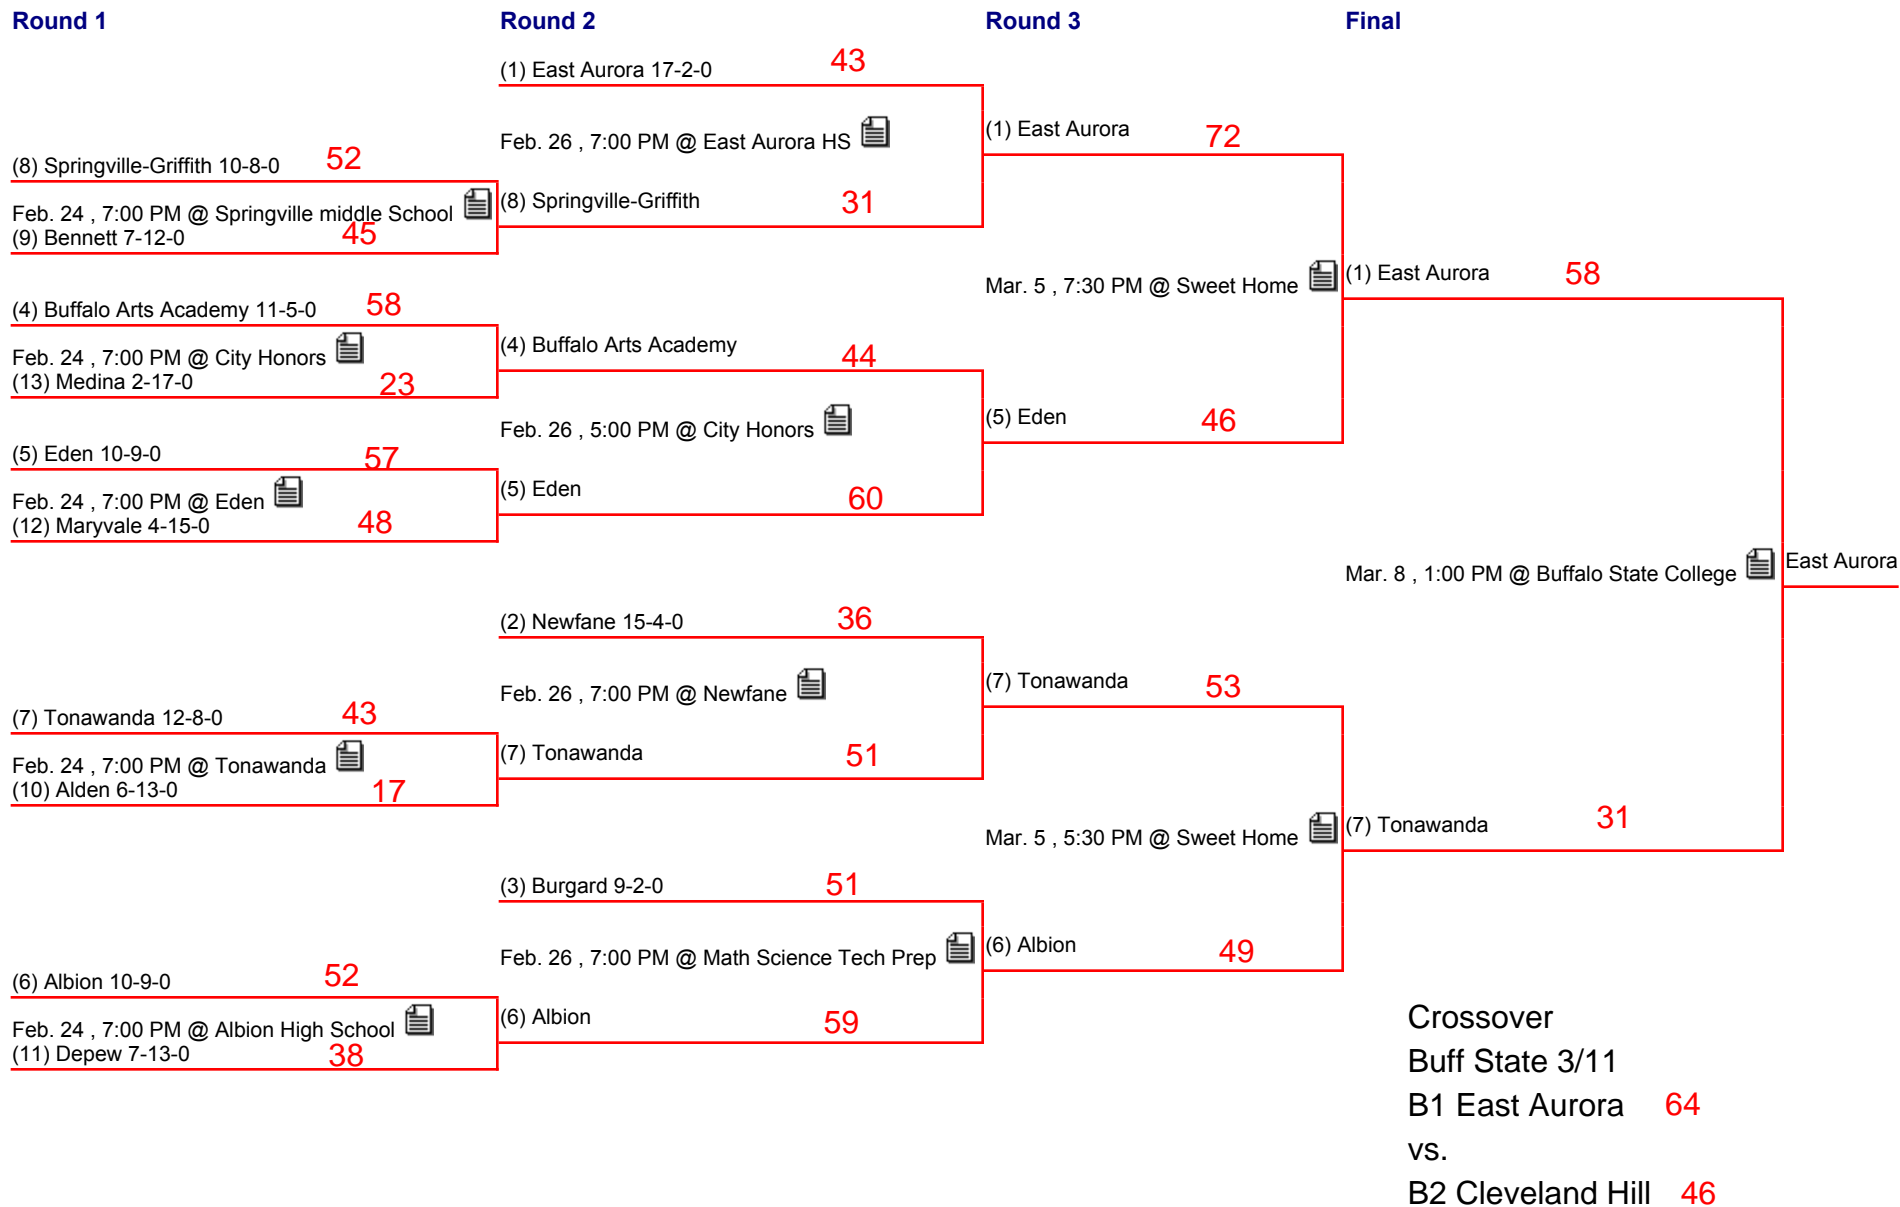 Round 1
Round 2
Round 3
Final
(8) Springville-Griffith 10-8-0 52
Feb. 24 , 7:00 PM @ Springville middle School
(9) Bennett 7-12-0 45
(4) Buffalo Arts Academy 11-5-0 58
Feb. 24 , 7:00 PM @ City Honors
(13) Medina 2-17-0 23
(5) Eden 10-9-0 57
Feb. 24 , 7:00 PM @ Eden
(12) Maryvale 4-15-0 48
(7) Tonawanda 12-8-0 43
Feb. 24 , 7:00 PM @ Tonawanda
(10) Alden 6-13-0 17
(6) Albion 10-9-0 52
Feb. 24 , 7:00 PM @ Albion High School
(11) Depew 7-13-0 38
(1) East Aurora 17-2-0 43
Feb. 26 , 7:00 PM @ East Aurora HS
(8) Springville-Griffith 31
(4) Buffalo Arts Academy 44
Feb. 26 , 5:00 PM @ City Honors
(5) Eden 60
(2) Newfane 15-4-0 36
Feb. 26 , 7:00 PM @ Newfane
(7) Tonawanda 51
(3) Burgard 9-2-0 51
Feb. 26 , 7:00 PM @ Math Science Tech Prep
(6) Albion 59
(1) East Aurora 72
Mar. 5 , 7:30 PM @ Sweet Home
(5) Eden 46
(7) Tonawanda 53
Mar. 5 , 5:30 PM @ Sweet Home
(6) Albion 49
(1) East Aurora 58
Mar. 8 , 1:00 PM @ Buffalo State College
(7) Tonawanda 31
East Aurora
Crossover
Buff State 3/11
B1 East Aurora 64
vs.
B2 Cleveland Hill 46